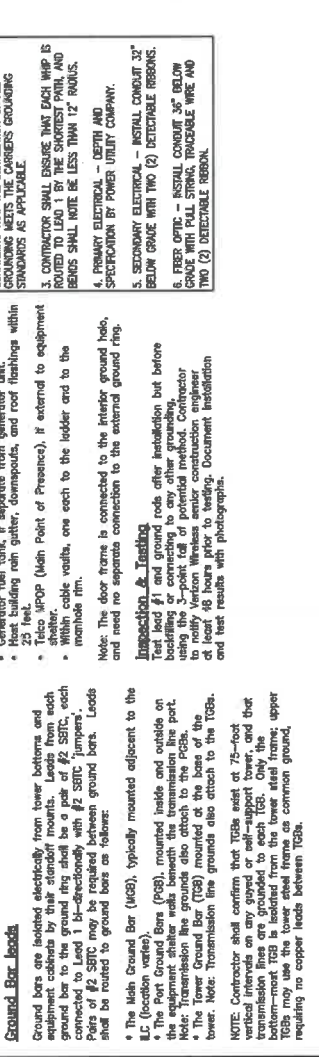 Ground Bar leads
Ground bars are isolated electrically from tower bottoms and
equipment cabinets by their standoff mounts. Leads from each
ground bar to the ground ring shall be a pair of #2 SBTC, each
connected to Lead 1 bi-directionally with #2 SBTC "jumpers'.
Pairs of #2 SBTC may be required between ground bars. Leads
shall be routed to ground bars as follows:
• The Main Ground Bar (MGB), typically mounted adjacent to the
ILC (location varies).
• The Port Ground Bars (PGB), mounted inside and outside on
the equipment shelter walls beneath the transmission line port.
Note: Transmission line grounds also attach to the PGBs.
• The Tower Ground Bar (TGB) mounted at the base of the
tower. Note: Transmission line grounds also attach to the TGBs.
NOTE: Contractor shall confirm that TGBs exist at 75-foot
vertical intervals on any guyed or self-support tower, and that
transmission lines are grounded to each TGB. Only the
bottom-most TGB is isolated from the tower steel frame; upper
TGBs may use the tower steel frame as common ground,
requiring no copper leads between TGBs.
• Generator fuel tank, if separate from generator unit.
• Host building rain gutter, downspouts, and roof flashings within
25 feet.
• Telco MPOP (Main Point of Presence), if external to equipment
shelter.
• Within cable vaults, one each to the ladder and to the
manhole rim.
Note: The door frame is connected to the interior ground halo,
and need no separate connection to the external ground ring.
Inspection & Testing
Test lead #1 and ground rods after installation but before
backfilling or connecting to any other grounding,
using the 3-point fall of potential method. Contractor
to notify Verizon Wireless senior construction engineer
at least 48 hours prior to testing. Document installation
and test results with photographs.
GROUNDING MEETS THE CARRIERS GROUNDING
STANDARDS AS APPLICABLE.
3. CONTRACTOR SHALL ENSURE THAT EACH WHIP IS
ROUTED TO LEAD 1 BY THE SHORTEST PATH, AND
BENDS SHALL NOTE BE LESS THAN 12" RADIUS.
4. PRIMARY ELECTRICAL – DEPTH AND
SPECIFICATION BY POWER UTILITY COMPANY.
5. SECONDARY ELECTRICAL – INSTALL CONDUIT 32"
BELOW GRADE WITH TWO (2) DETECTABLE RIBBONS.
6. FIBER OPTIC – INSTALL CONDUIT 36" BELOW
GRADE WITH PULL STRING, TRACEABLE WIRE AND
TWO (2) DETECTABLE RIBBON.